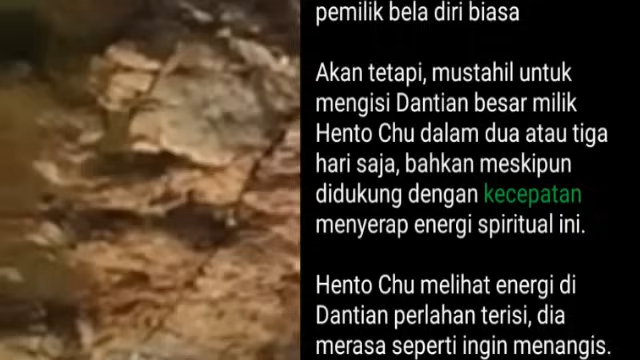 pemilik bela diri biasa
Akan tetapi, mustahil untuk
mengisi Dantian besar milik
Hento Chu dalam dua atau tiga
hari saja, bahkan meskipun
didukung dengan kecepatan
menyerap energi spiritual ini.
Hento Chu melihat energi di
Dantian perlahan terisi, dia
merasa seperti ingin menangis.